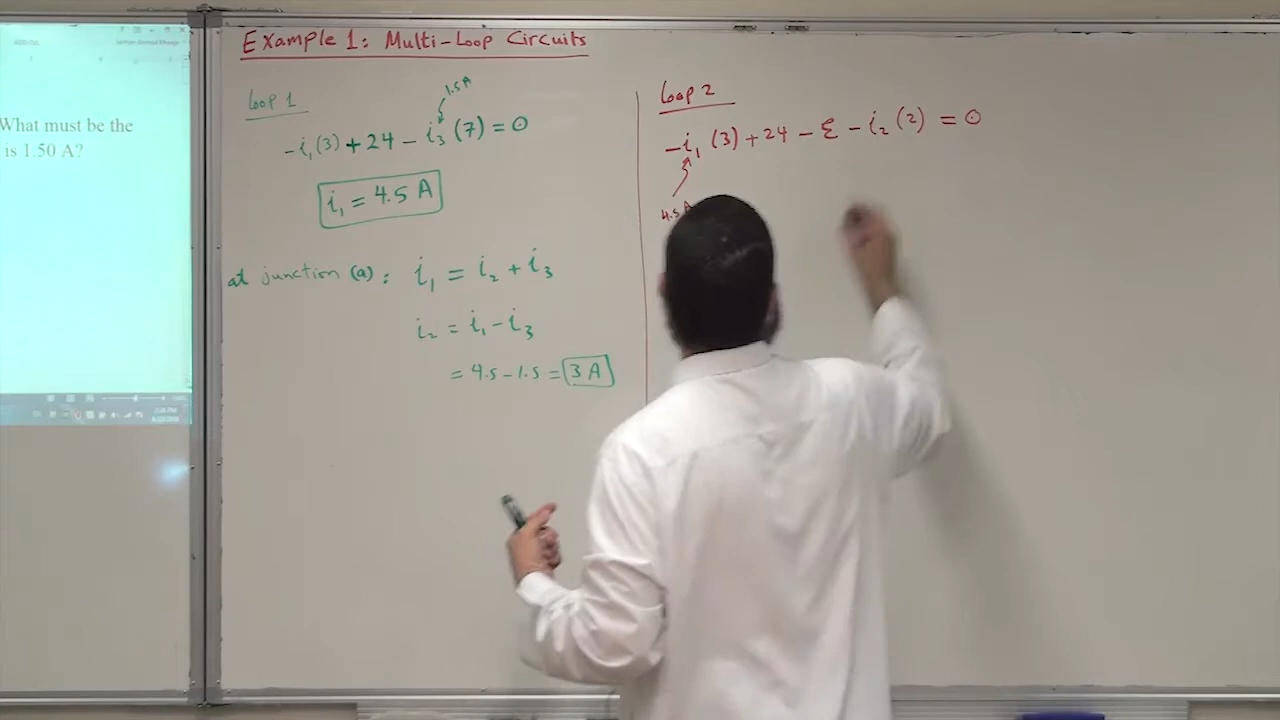 What must be the
is 1.50 A?
Example 1: Multi-Loop Circuits
Loop 1
1.5 A
-i₁(3) + 24 - i₃(7) = 0
i₁ = 4.5 A
at junction (a): i₁ = i₂ + i₃
i₂ = i₁ - i₃
= 4.5 - 1.5 = 3 A
Loop 2
-i₁(3) + 24 - ℰ - i₂(2) = 0
4.5 A